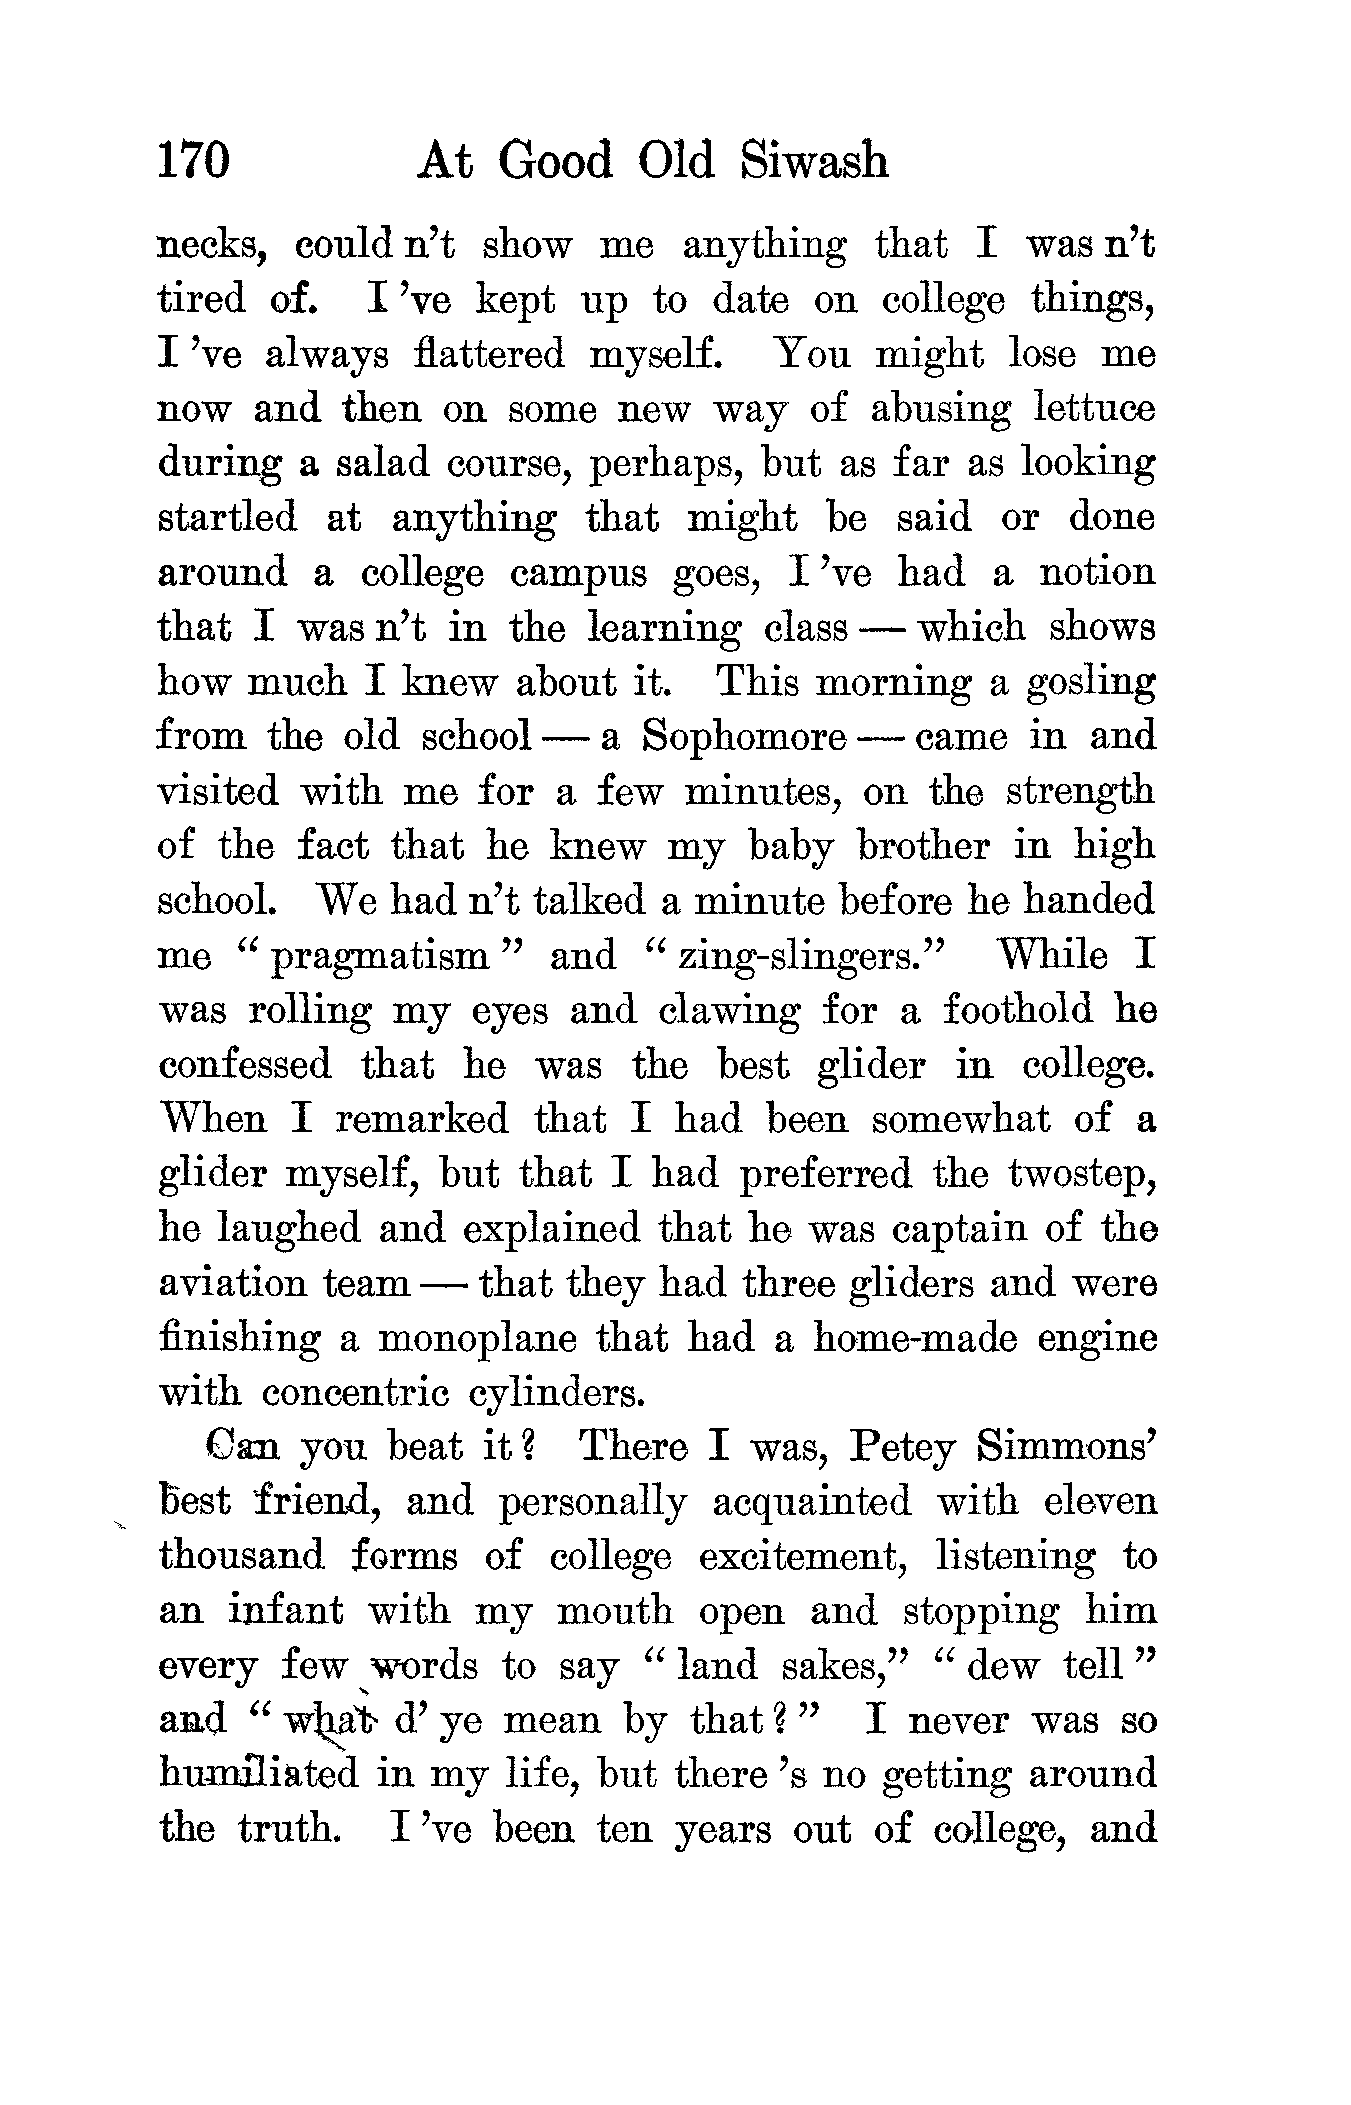 170 At Good Old Siwash
necks, could n't show me anything that I was n't
tired of. I 've kept up to date on college things,
I 've always flattered myself. You might lose me
now and then on some new way of abusing lettuce
during a salad course, perhaps, but as far as looking
startled at anything that might be said or done
around a college campus goes, I 've had a notion
that I was n't in the learning class — which shows
how much I knew about it. This morning a gosling
from the old school — a Sophomore — came in and
visited with me for a few minutes, on the strength
of the fact that he knew my baby brother in high
school. We had n't talked a minute before he handed
me " pragmatism " and " zing-slingers." While I
was rolling my eyes and clawing for a foothold he
confessed that he was the best glider in college.
When I remarked that I had been somewhat of a
glider myself, but that I had preferred the twostep,
he laughed and explained that he was captain of the
aviation team — that they had three gliders and were
finishing a monoplane that had a home-made engine
with concentric cylinders.
Can you beat it? There I was, Petey Simmons'
best friend, and personally acquainted with eleven
thousand forms of college excitement, listening to
an infant with my mouth open and stopping him
every few words to say " land sakes," " dew tell "
and " what d' ye mean by that? " I never was so
humiliated in my life, but there 's no getting around
the truth. I 've been ten years out of college, and